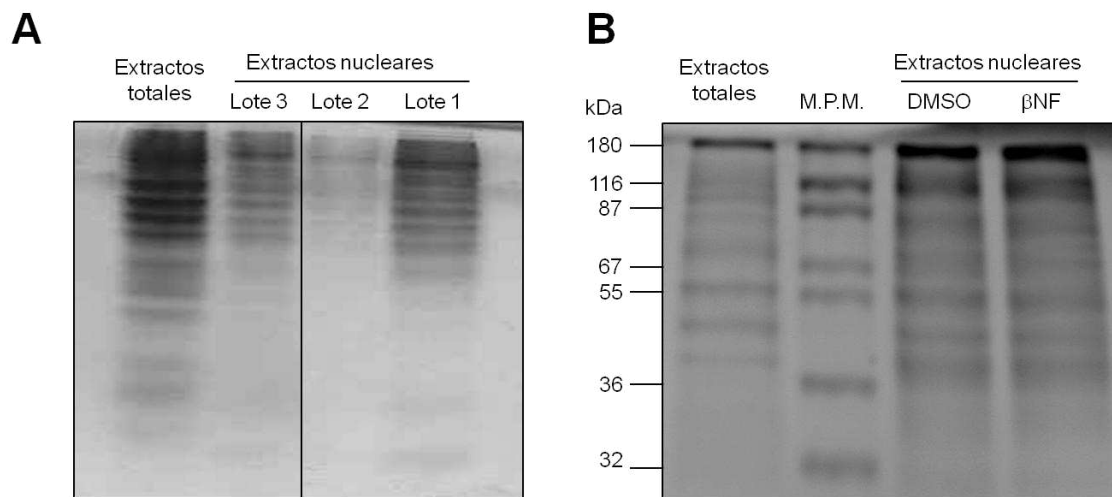 A
Extractos
totales
Extractos nucleares
Lote 3 Lote 2 Lote 1
B
Extractos
totales
Extractos nucleares
kDa M.P.M. DMSO βNF
180
116
87
67
55
36
32